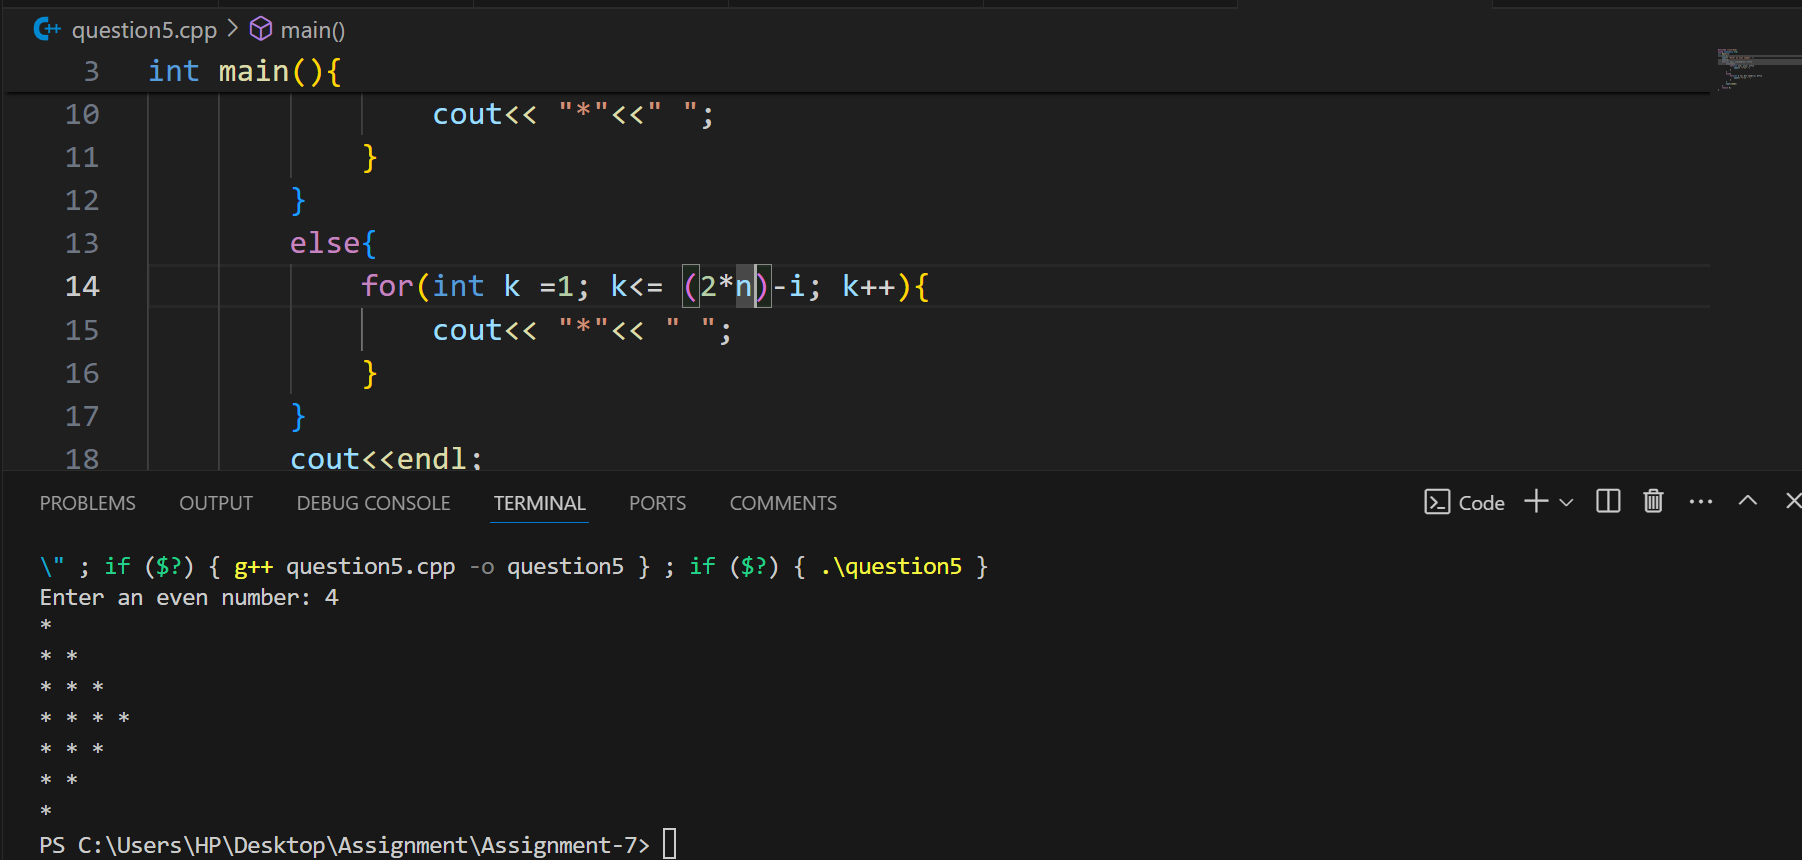 question5.cpp > main()
3 int main(){
10 cout<< "*"<<" ";
11 }
12 }
13 else{
14 for(int k =1; k<= (2*n)-i; k++){
15 cout<< "*"<< " ";
16 }
17 }
18 cout<<endl;
PROBLEMS OUTPUT DEBUG CONSOLE TERMINAL PORTS COMMENTS Code
\" ; if ($?) { g++ question5.cpp -o question5 } ; if ($?) { .\question5 }
Enter an even number: 4
*
* *
* * *
* * * *
* * *
* *
*
PS C:\Users\HP\Desktop\Assignment\Assignment-7>